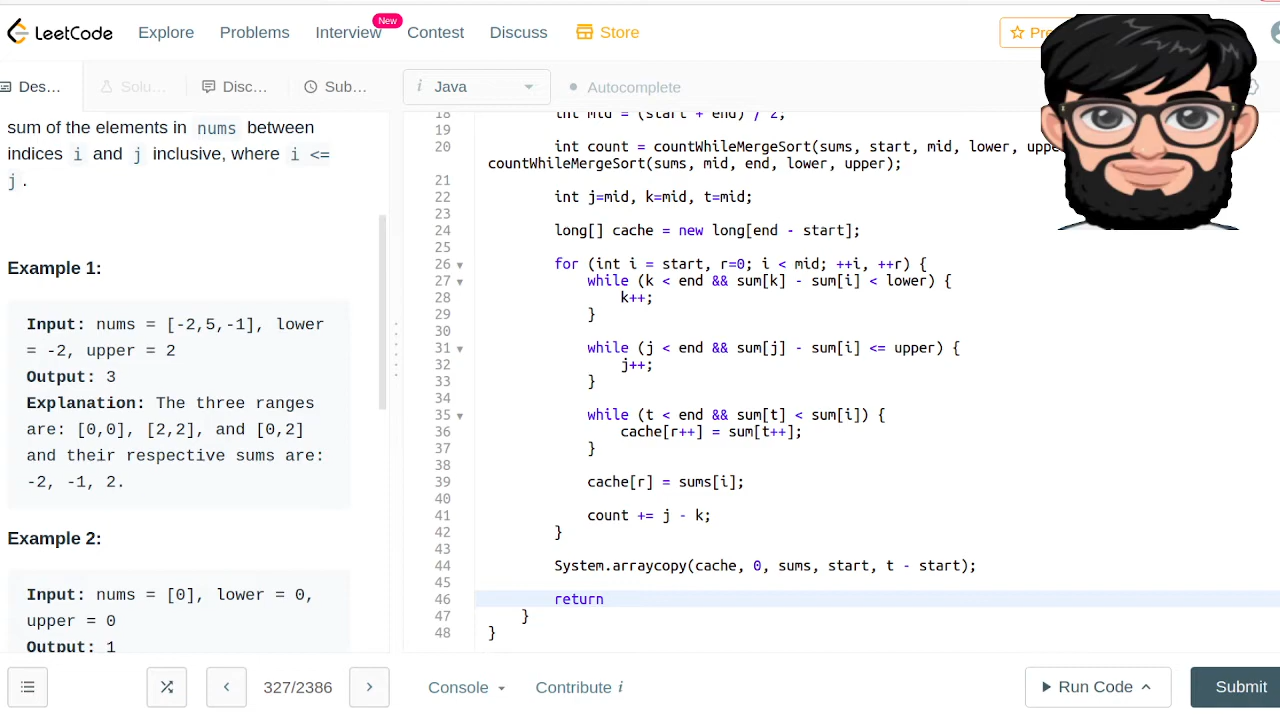 LeetCode Explore Problems Interview New Contest Discuss Store
Des... Solu... Disc... Sub... i Java Autocomplete
sum of the elements in nums between
indices i and j inclusive, where i <=
j.
Example 1:
Input: nums = [-2,5,-1], lower
= -2, upper = 2
Output: 3
Explanation: The three ranges
are: [0,0], [2,2], and [0,2]
and their respective sums are:
-2, -1, 2.
Example 2:
Input: nums = [0], lower = 0,
upper = 0
Output: 1
18 int mid = (start + end) / 2;
19
20 int count = countWhileMergeSort(sums, start, mid, lower,
countWhileMergeSort(sums, mid, end, lower, upper);
21
22 int j=mid, k=mid, t=mid;
23
24 long[] cache = new long[end - start];
25
26 for (int i = start, r=0; i < mid; ++i, ++r) {
27 while (k < end && sum[k] - sum[i] < lower) {
28 k++;
29 }
30
31 while (j < end && sum[j] - sum[i] <= upper) {
32 j++;
33 }
34
35 while (t < end && sum[t] < sum[i]) {
36 cache[r++] = sum[t++];
37 }
38
39 cache[r] = sums[i];
40
41 count += j - k;
42 }
43
44 System.arraycopy(cache, 0, sums, start, t - start);
45
46 return
47 }
48 }
327/2386 Console Contribute i Run Code Submit